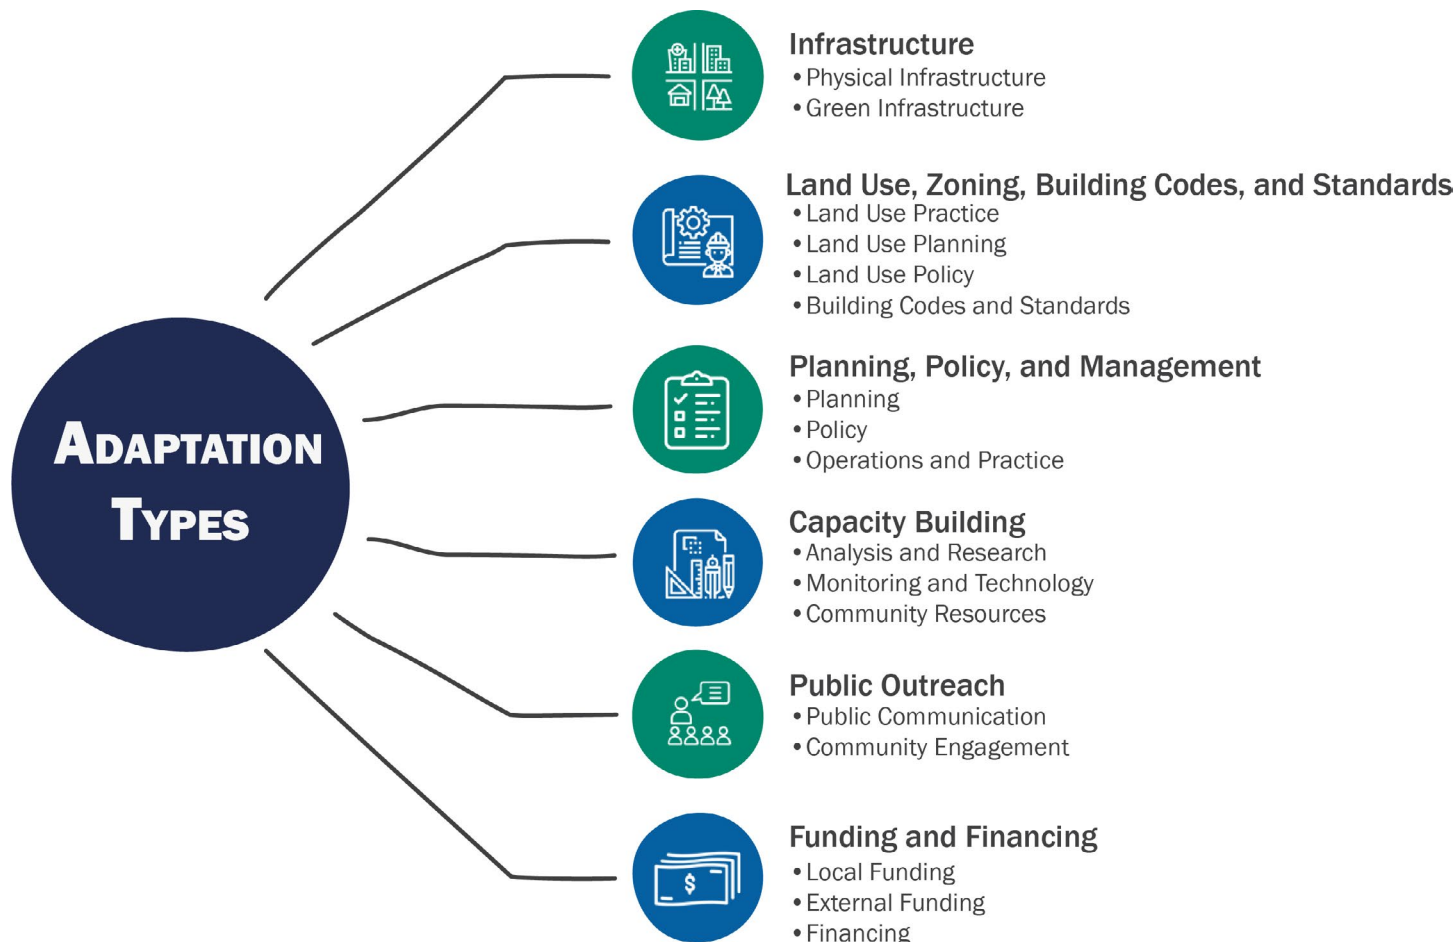 Infrastructure
• Physical Infrastructure
• Green Infrastructure
Land Use, Zoning, Building Codes, and Standards
• Land Use Practice
• Land Use Planning
• Land Use Policy
• Building Codes and Standards
ADAPTATION
TYPES
Planning, Policy, and Management
• Planning
• Policy
• Operations and Practice
Capacity Building
• Analysis and Research
• Monitoring and Technology
• Community Resources
Public Outreach
• Public Communication
• Community Engagement
Funding and Financing
• Local Funding
• External Funding
• Financing
$